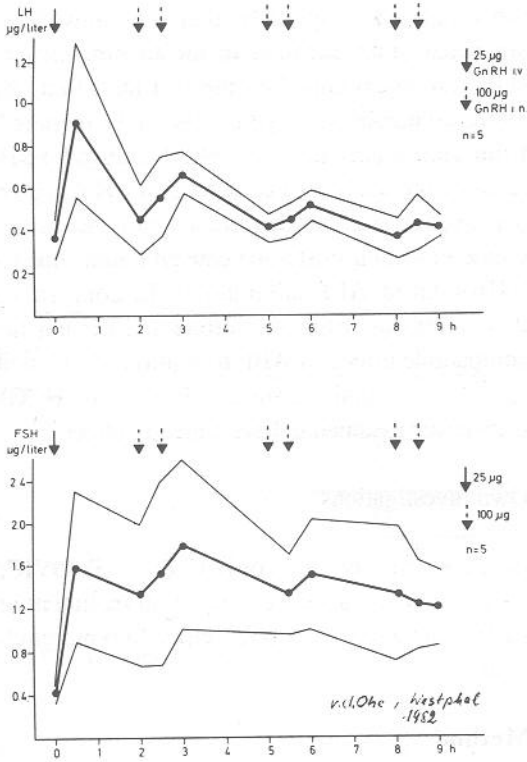 LH
µg/liter
1.2
1.0
0.8
0.6
0.4
0.2
25 µg
GnRH i.v.
100 µg
GnRH i.n.
n=5
0 1 2 3 4 5 6 7 8 9 h
FSH
µg/liter
2.4
2.0
1.6
1.2
0.8
0.4
25 µg
100 µg
n=5
v.d.Ohe, Westphal
1982
0 1 2 3 4 5 6 7 8 9 h